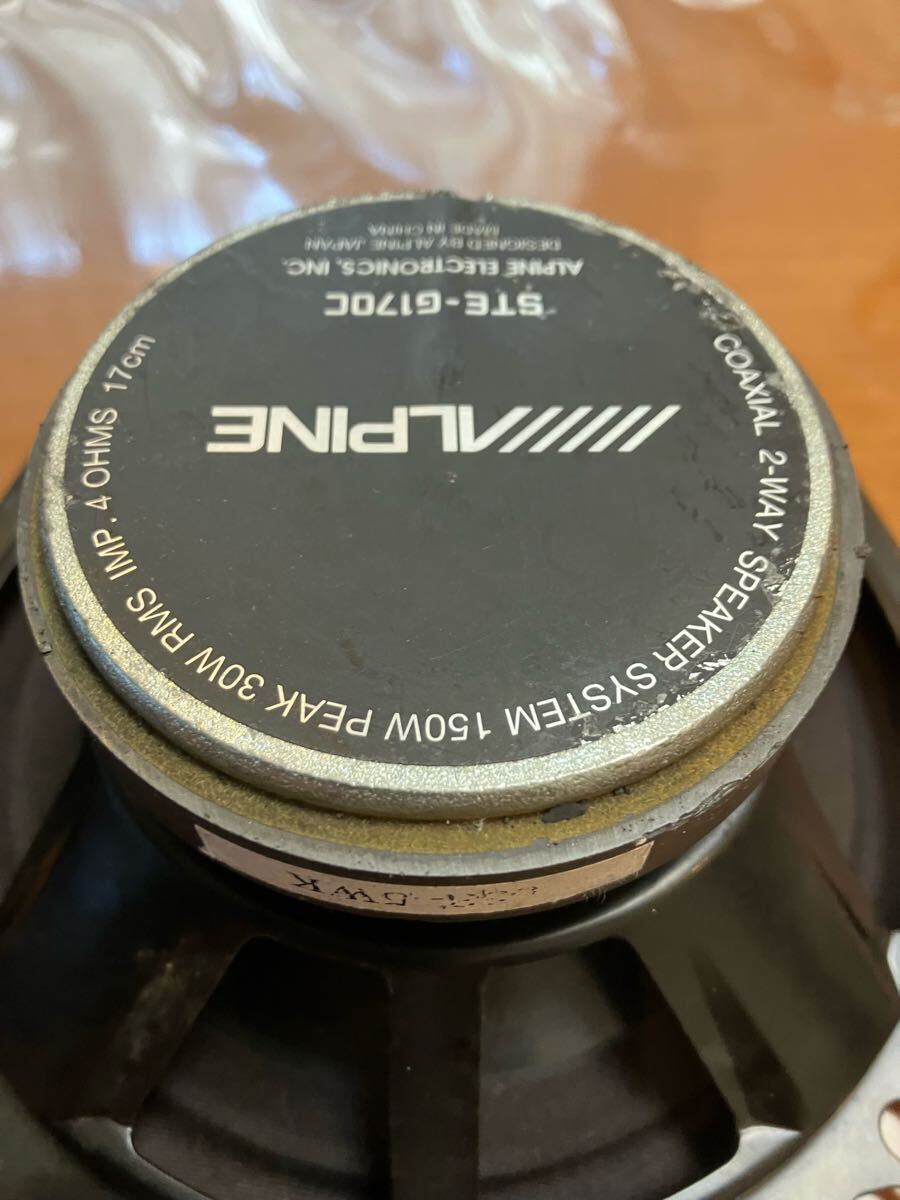 ALPINE
STE-G170C
ALPINE ELECTRONICS, INC.
DESIGNED BY ALPINE JAPAN
MADE IN CHINA
COAXIAL 2-WAY SPEAKER SYSTEM 150W PEAK 30W RMS IMP. 4 OHMS 17cm
5WK